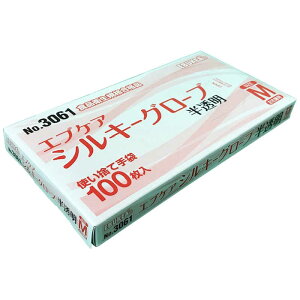 食品衛生法適合商品
No.3061
エブケア
シルキーグローブ
半透明
M
使い捨て手袋
100枚入
No.3061
エブケア
シルキーグローブ
半透明
M